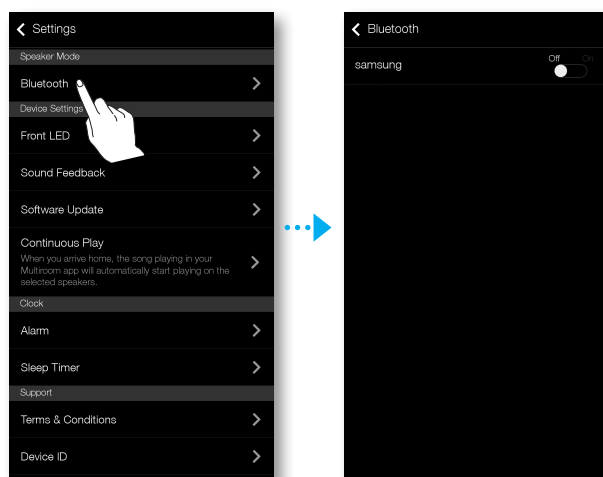 Settings
Speaker Mode
Bluetooth
Device Settings
Front LED
Sound Feedback
Software Update
Continuous Play
When you arrive home, the song playing in your
Multiroom app will automatically start playing on the
selected speakers.
Clock
Alarm
Sleep Timer
Support
Terms & Conditions
Device ID
Bluetooth
samsung
Off On